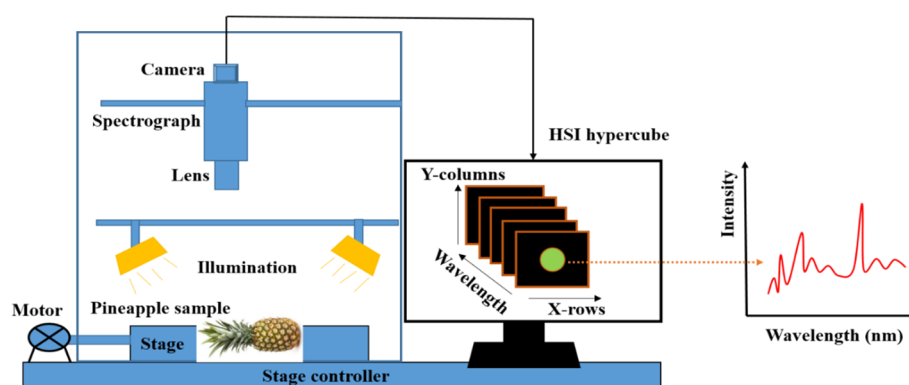 Camera
Spectrograph
Lens
Illumination
Pineapple sample
Motor
Stage
Stage controller
HSI hypercube
Y-columns
Wavelength
X-rows
Intensity
Wavelength (nm)